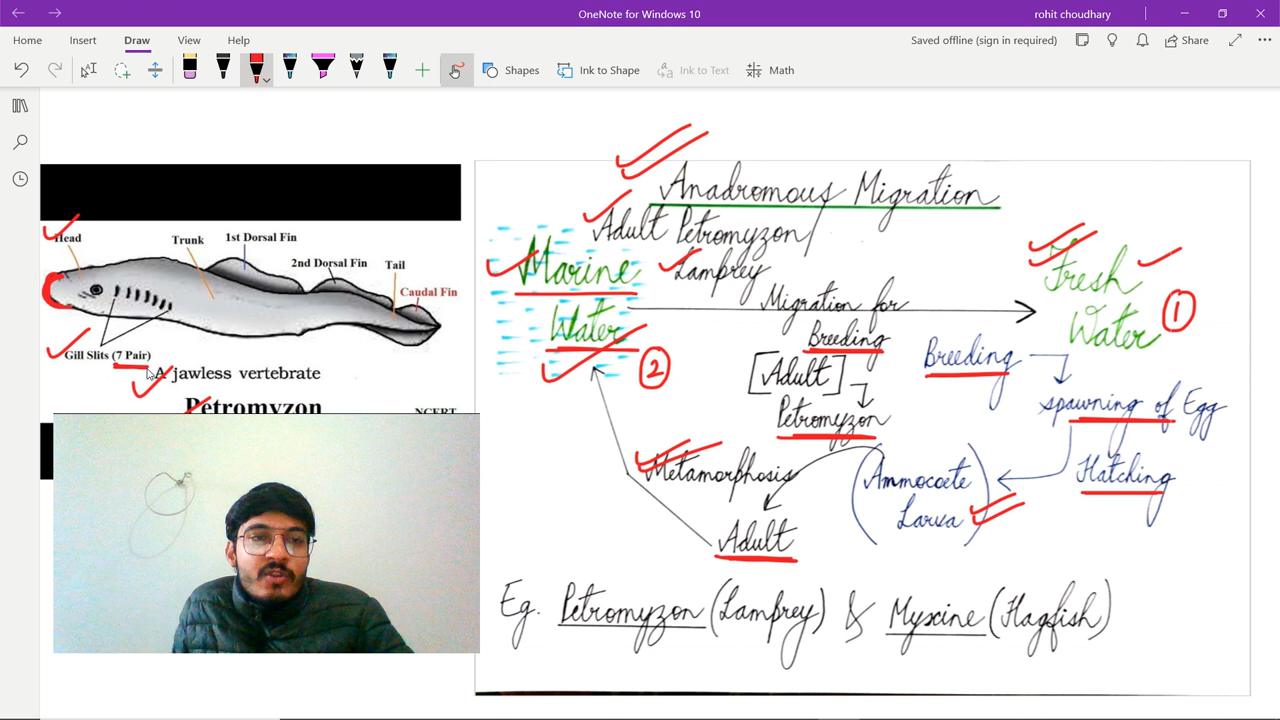 OneNote for Windows 10
rohit choudhary
Home Insert Draw View Help
Saved offline (sign in required)
Share
Shapes
Ink to Shape
Ink to Text
Math
Head
Trunk
1st Dorsal Fin
2nd Dorsal Fin
Tail
Caudal Fin
Gill Slits (7 Pair)
A jawless vertebrate
Petromyzon
NCERT
Anadromous Migration
Adult Petromyzon/
Lamprey
Marine
Water
2
Migration for
Breeding
[Adult]
Petromyzon
Fresh
Water
1
Breeding
spawning of Egg
Hatching
(Ammocoete
Larva)
Metamorphosis
Adult
Eg. Petromyzon (Lamprey) & Myxine (Hagfish)